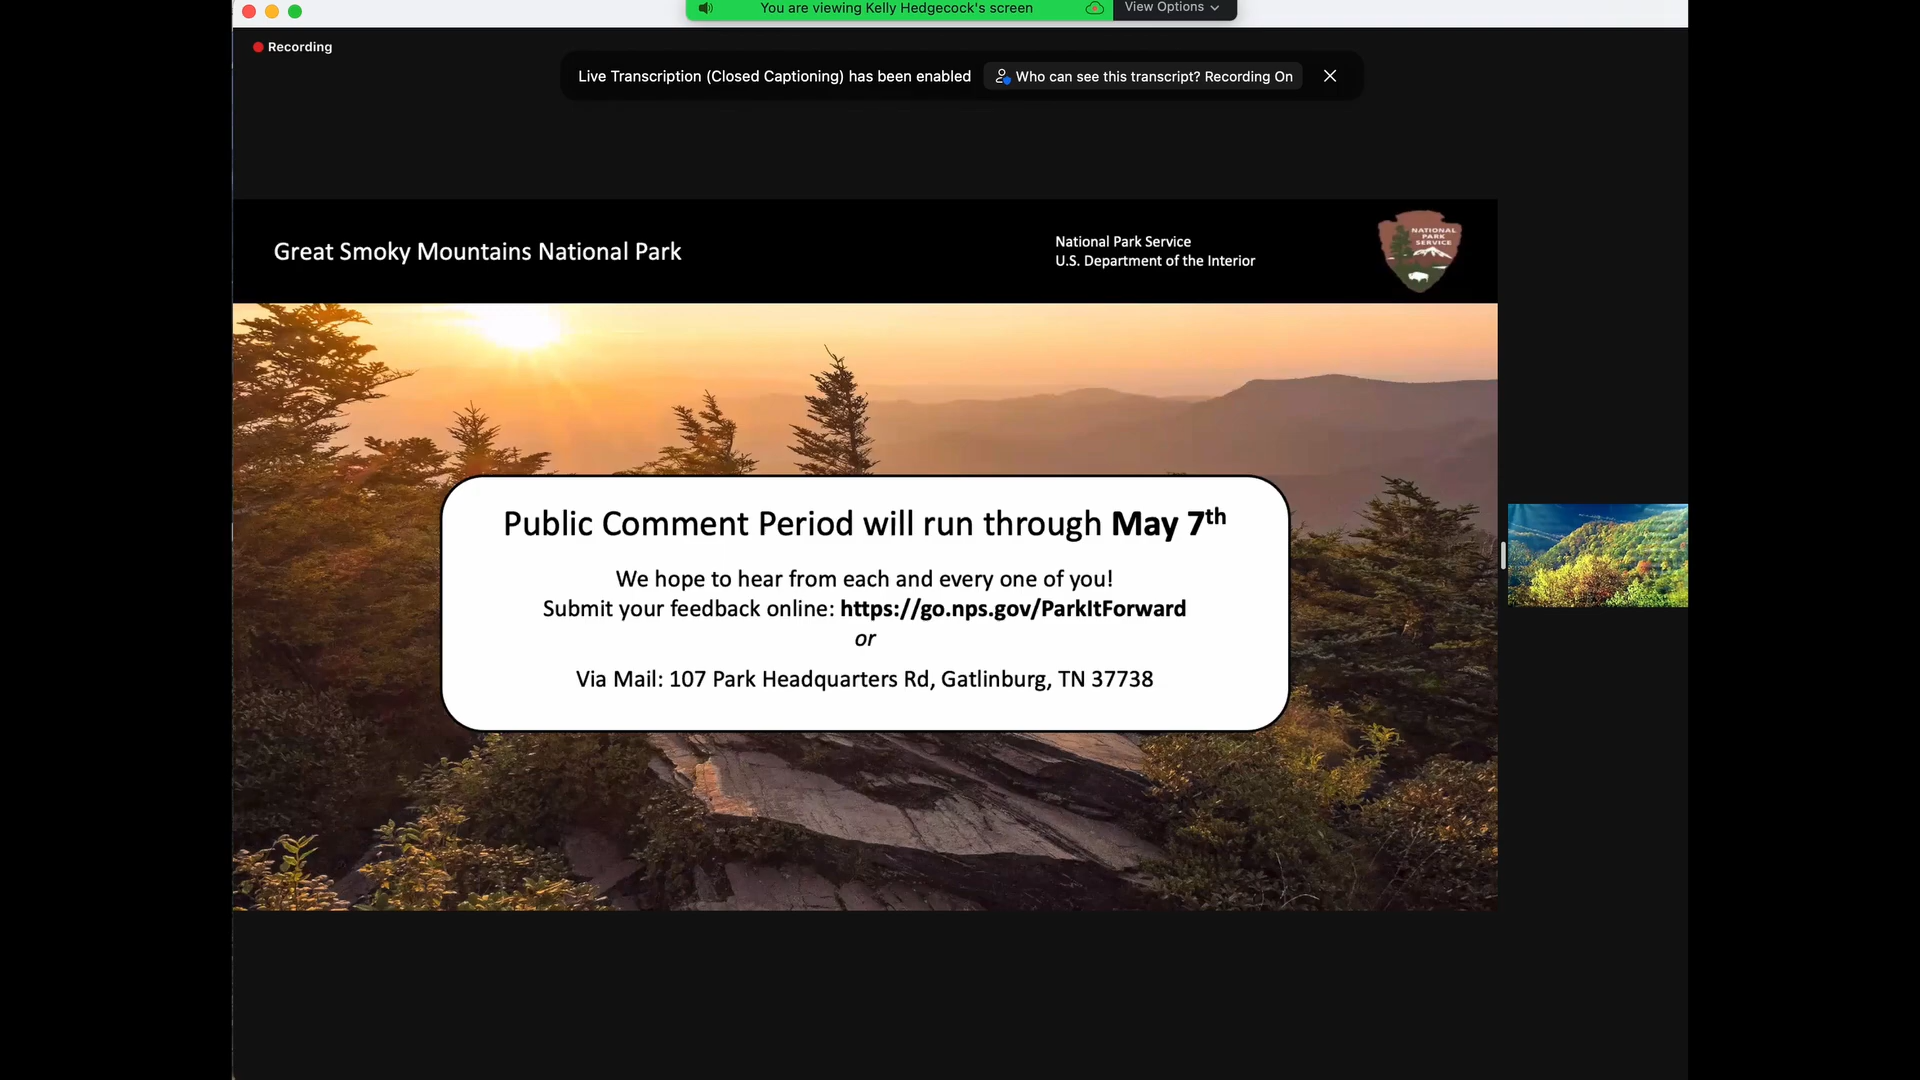 You are viewing Kelly Hedgecock's screen
View Options
Recording
Live Transcription (Closed Captioning) has been enabled
Who can see this transcript? Recording On
Great Smoky Mountains National Park
National Park Service
U.S. Department of the Interior
NATIONAL
PARK
SERVICE
Public Comment Period will run through May 7th
We hope to hear from each and every one of you!
Submit your feedback online: https://go.nps.gov/ParkItForward
or
Via Mail: 107 Park Headquarters Rd, Gatlinburg, TN 37738